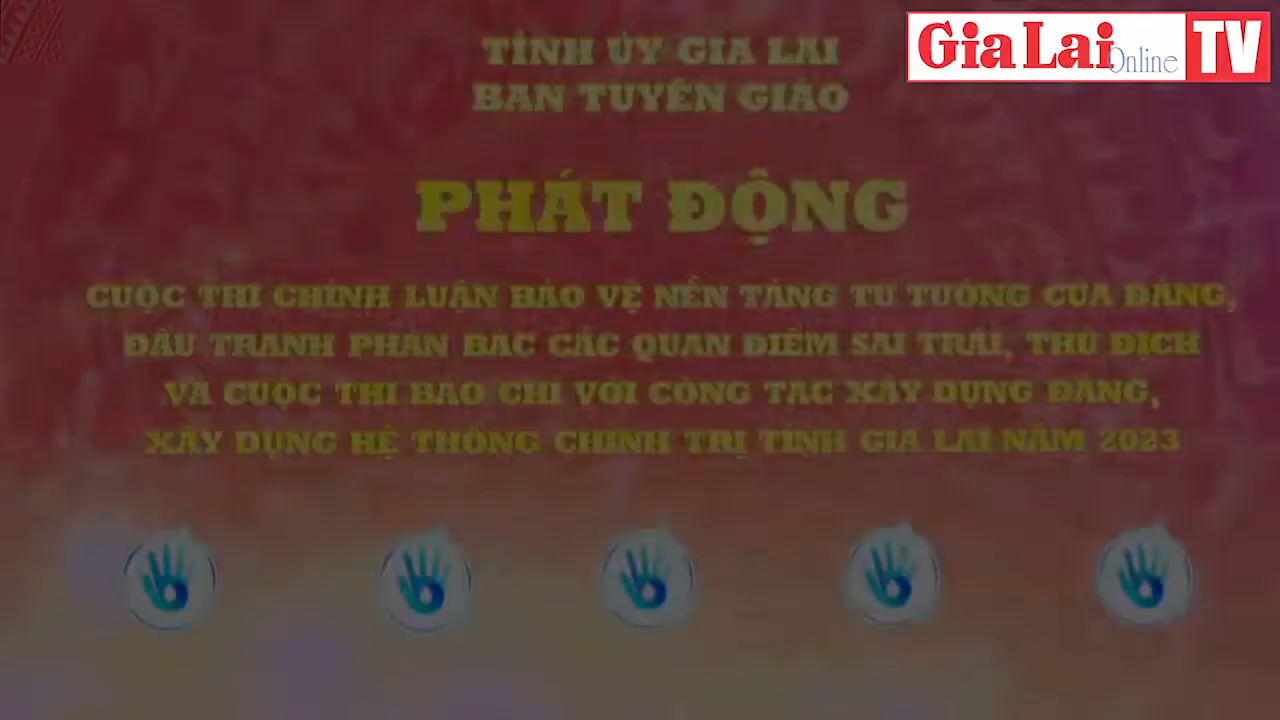 Gia Lai Online TV
TỈNH ỦY GIA LAI
BAN TUYÊN GIÁO
PHÁT ĐỘNG
CUỘC THI CHÍNH LUẬN BẢO VỆ NỀN TẢNG TƯ TƯỞNG CỦA ĐẢNG,
ĐẤU TRANH PHẢN BÁC CÁC QUAN ĐIỂM SAI TRÁI, THÙ ĐỊCH
VÀ CUỘC THI BÁO CHÍ VỚI CÔNG TÁC XÂY DỰNG ĐẢNG,
XÂY DỰNG HỆ THỐNG CHÍNH TRỊ TỈNH GIA LAI NĂM 2023